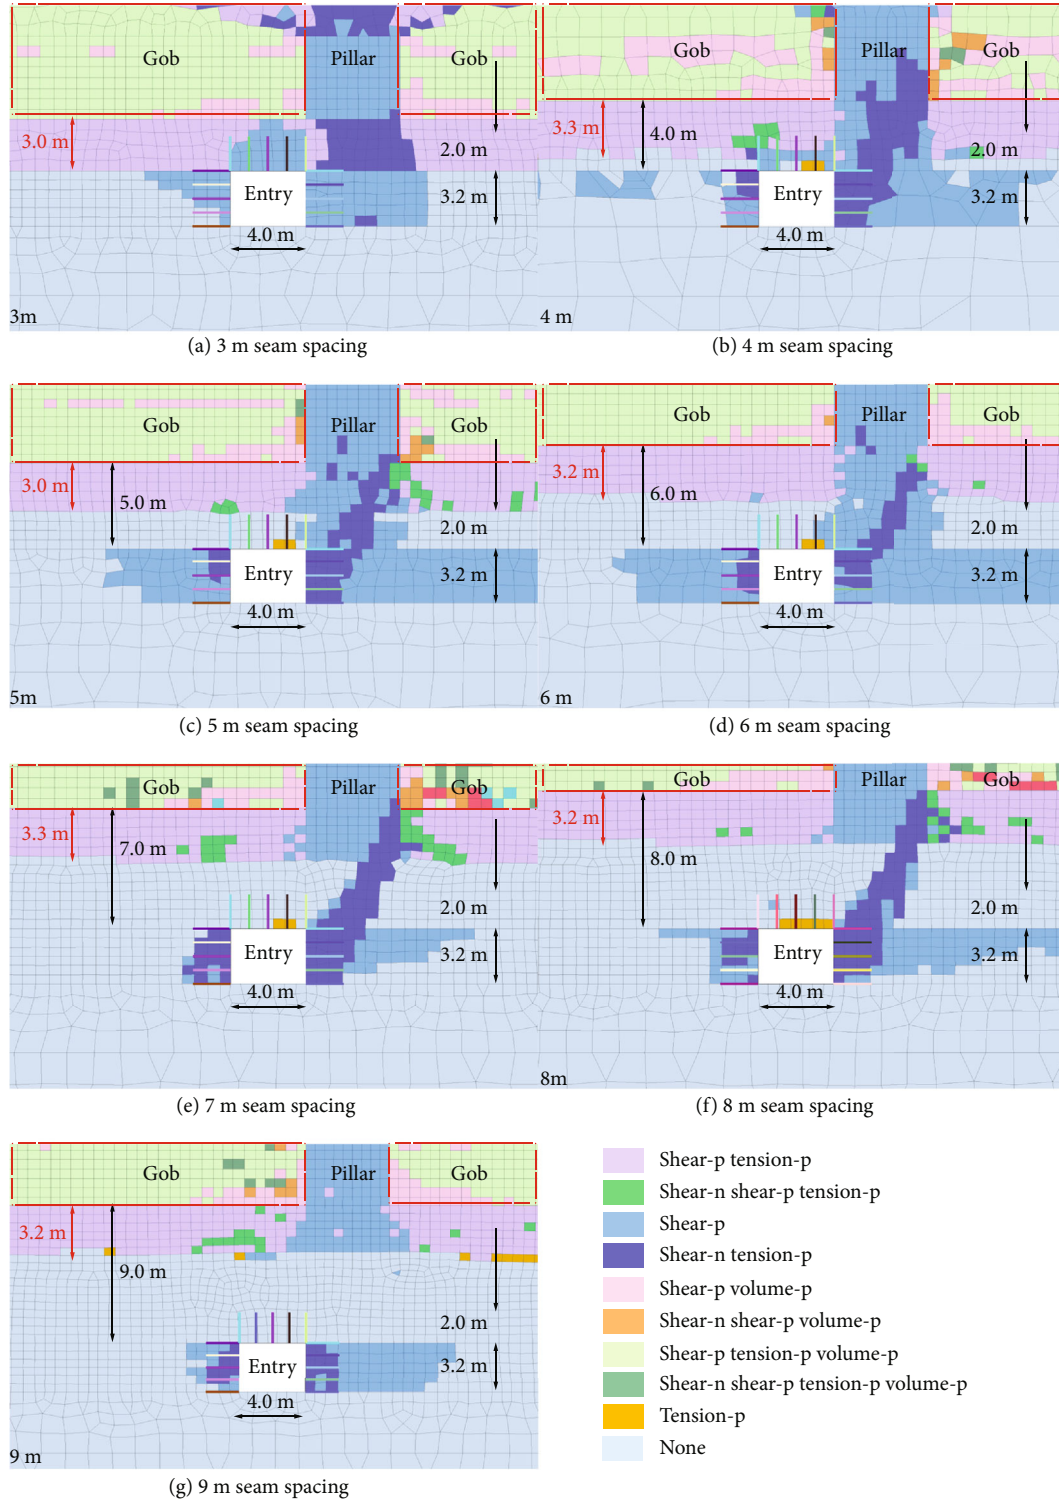 Gob
Pillar
Gob
3.0 m
2.0 m
Entry
3.2 m
4.0 m
3m
(a) 3 m seam spacing
Gob
Pillar
Gob
3.3 m
4.0 m
2.0 m
Entry
3.2 m
4.0 m
4 m
(b) 4 m seam spacing
Gob
Pillar
Gob
3.0 m
5.0 m
2.0 m
Entry
3.2 m
4.0 m
5m
(c) 5 m seam spacing
Gob
Pillar
Gob
3.2 m
6.0 m
2.0 m
Entry
3.2 m
4.0 m
6 m
(d) 6 m seam spacing
Gob
Pillar
Gob
3.3 m
7.0 m
2.0 m
Entry
3.2 m
4.0 m
(e) 7 m seam spacing
Gob
Pillar
Gob
3.2 m
8.0 m
2.0 m
Entry
3.2 m
4.0 m
8m
(f) 8 m seam spacing
Gob
Pillar
Gob
3.2 m
9.0 m
2.0 m
Entry
3.2 m
4.0 m
9 m
(g) 9 m seam spacing
Shear-p tension-p
Shear-n shear-p tension-p
Shear-p
Shear-n tension-p
Shear-p volume-p
Shear-n shear-p volume-p
Shear-p tension-p volume-p
Shear-n shear-p tension-p volume-p
Tension-p
None